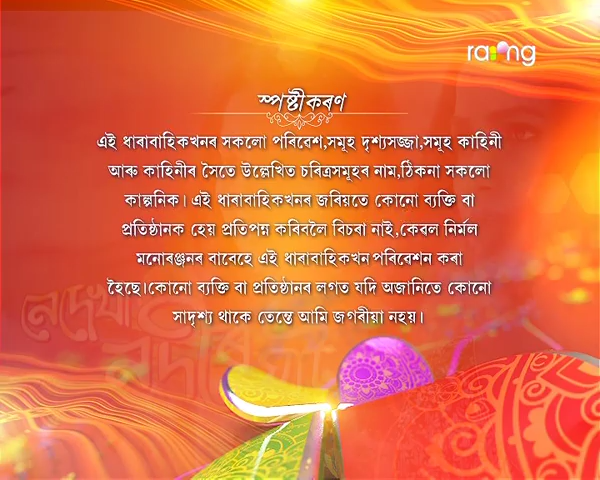 rang
স্পষ্টীকৰণ
এই ধাৰাবাহিকখনৰ সকলো পৰিৱেশ,সমূহ দৃশ্যসজ্জা,সমূহ কাহিনী
আৰু কাহিনীৰ সৈতে উল্লেখিত চৰিত্ৰসমূহৰ নাম,ঠিকনা সকলো
কাল্পনিক। এই ধাৰাবাহিকখনৰ জৰিয়তে কোনো ব্যক্তি বা
প্ৰতিষ্ঠানক হেয় প্ৰতিপন্ন কৰিবলৈ বিচৰা নাই,কেৱল নিৰ্মল
মনোৰঞ্জনৰ বাবেহে এই ধাৰাবাহিকখন পৰিবেশন কৰা
হৈছে।কোনো ব্যক্তি বা প্ৰতিষ্ঠানৰ লগত যদি অজানিতে কোনো
সাদৃশ্য থাকে তেন্তে আমি জগৰীয়া নহয়।
নেদেখা